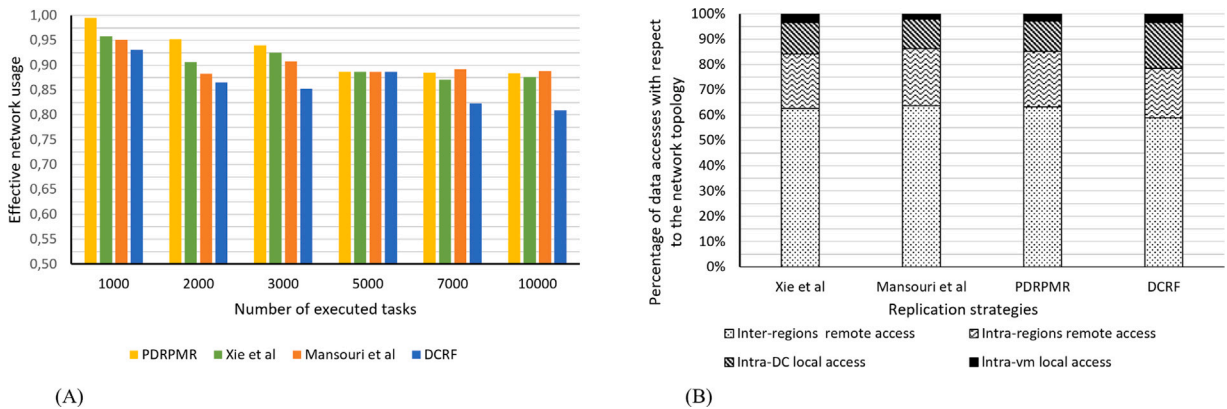 Effective network usage
1,00
0,95
0,90
0,85
0,80
0,75
0,70
0,65
0,60
0,55
0,50
1000 2000 3000 5000 7000 10000
Number of executed tasks
PDRPMR Xie et al Mansouri et al DCRF
(A)
Percentage of data accesses with respect
to the network topology
100%
90%
80%
70%
60%
50%
40%
30%
20%
10%
0%
Xie et al Mansouri et al PDRPMR DCRF
Replication strategies
Inter-regions remote access Intra-regions remote access
Intra-DC local access Intra-vm local access
(B)